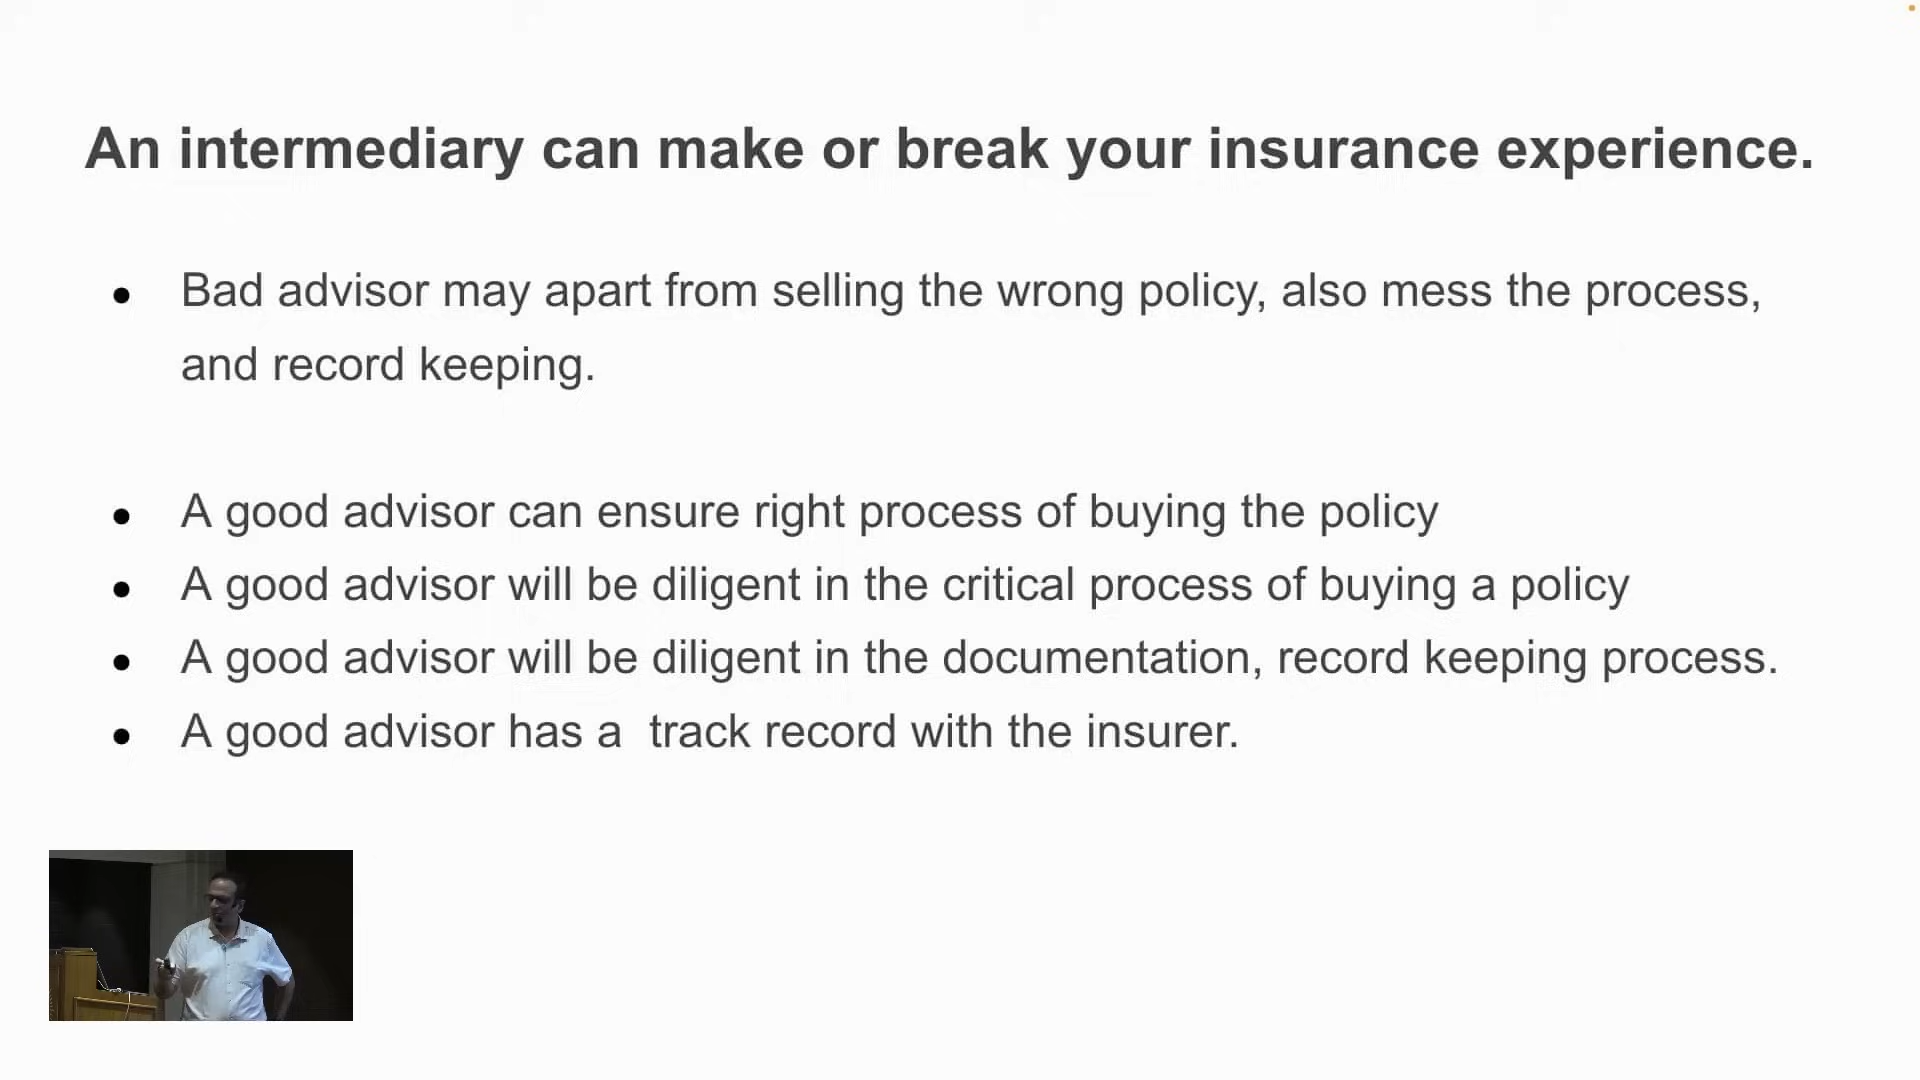 An intermediary can make or break your insurance experience.
● Bad advisor may apart from selling the wrong policy, also mess the process,
and record keeping.
● A good advisor can ensure right process of buying the policy
● A good advisor will be diligent in the critical process of buying a policy
● A good advisor will be diligent in the documentation, record keeping process.
● A good advisor has a  track record with the insurer.